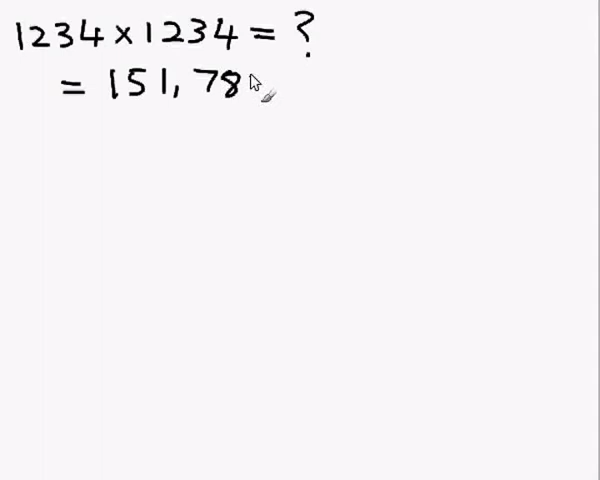 1234 × 1234 = ?
= 151, 78